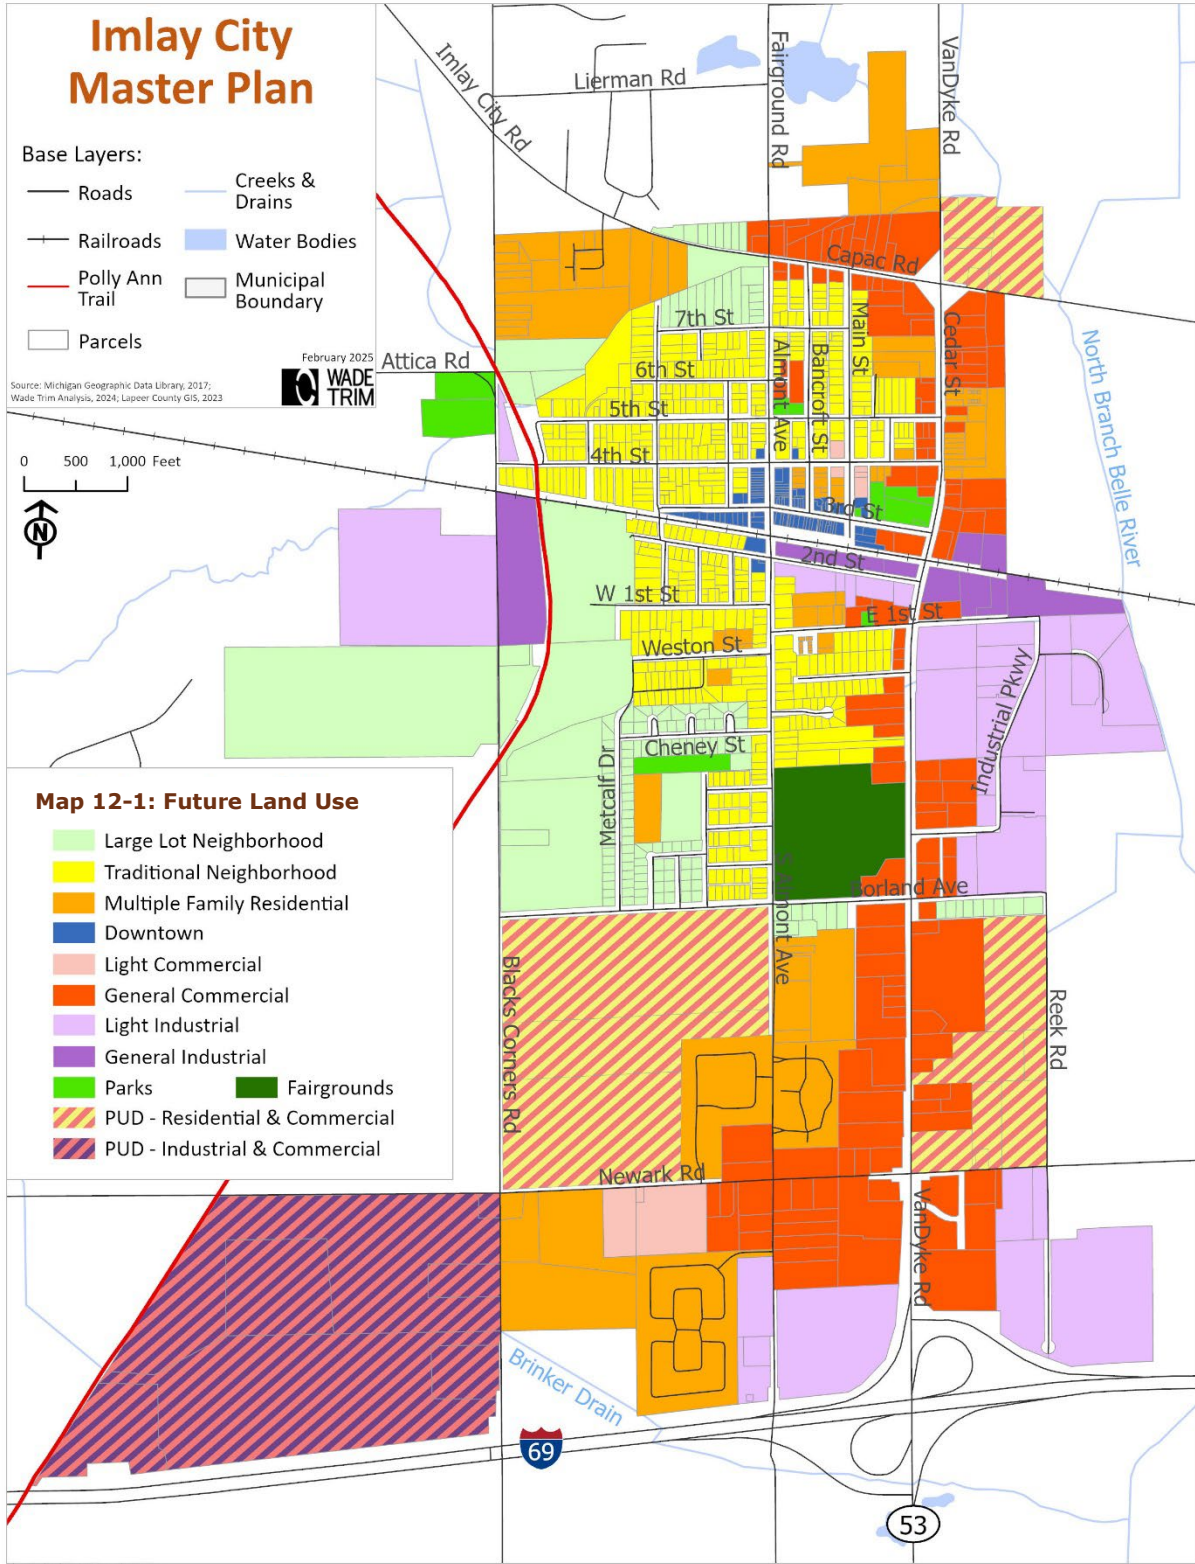 Imlay City
Master Plan
Base Layers:
Roads
Creeks &
Drains
Railroads
Water Bodies
Polly Ann
Trail
Municipal
Boundary
Parcels
February 2025
WADE
TRIM
Source: Michigan Geographic Data Library, 2017;
Wade Trim Analysis, 2024; Lapeer County GIS, 2023
0 500 1,000 Feet
N
Imlay City Rd
Lierman Rd
Fairground Rd
VanDyke Rd
Capac Rd
Attica Rd
7th St
6th St
5th St
4th St
3rd St
2nd St
Almont Ave
Bancroft St
Main St
Cedar St
North Branch Belle River
W 1st St
E 1st St
Weston St
Cheney St
Metcalf Dr
Industrial Pkwy
Borland Ave
S Almont Ave
Blacks Corners Rd
Reek Rd
Newark Rd
VanDyke Rd
Brinker Drain
69
53
Map 12-1: Future Land Use
Large Lot Neighborhood
Traditional Neighborhood
Multiple Family Residential
Downtown
Light Commercial
General Commercial
Light Industrial
General Industrial
Parks
Fairgrounds
PUD - Residential & Commercial
PUD - Industrial & Commercial